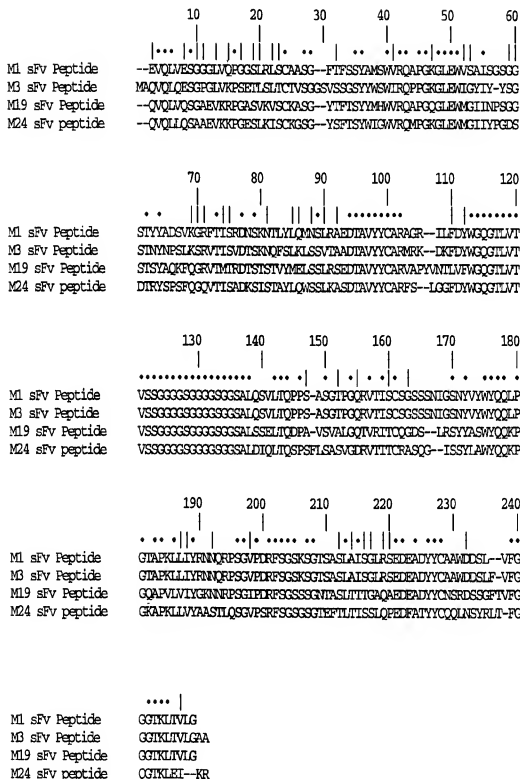 10 20 30 40 50 60
M1 sFv Peptide --EVQLVESGGGLVQPGGSLRLSCAASG--FTFSSYAMSWVRQAPGKGLEWVSAISGSGG
M3 sFv Peptide MAQVQLQESGPGLVKPSETLSLTCTVSGGSVSSGSYYWSWIRQPPGKGLEWIGYIY-YSG
M19 sFv Peptide --QVQLVQSGAEVKKPGASVKVSCKASG--YTFTSYYMHWVRQAPGQGLEWMGIINPSGG
M24 sFv Peptide --QVQLLQSAAEVKRPGESLKISCKGSG--YSFTSYWIGWVRQMPGKGLEWMGIIYPGDS
70 80 90 100 110 120
M1 sFv Peptide STYYADSVKGRFTISRDNSKNTLYLQMNSLRAEDTAVYYCARAGR--ILFDYWGQGTLVT
M3 sFv Peptide STNYNPSLKSRVTISVDTSKNQFSLKLSSVTAADTAVYYCARMRK--DKFDYWGQGTLVT
M19 sFv Peptide STSYAQKFQGRVTMTRDTSTSTVYMELSSLRSEDTAVYYCARVAPYVNTLVFWGQGTLVT
M24 sFv peptide DTRYSPSFQGQVTISADKSISTAYLQWSSLKASDTAVYYCARFS--LGGFDYWGQGTLVT
130 140 150 160 170 180
M1 sFv Peptide VSSGGGGSGGGGSGGSALQSVLTQPPS-ASGTPGQRVTISCSGSSSNIGSNYVYWYQQLP
M3 sFv Peptide VSSGGGGSGGGGSGGSALQSVLTQPPS-ASGTPGQRVTISCSGSSSNIGSNYVYWYQQLP
M19 sFv Peptide VSSGGGGSGGGGSGGSALSSELTQDPA-VSVALGQTVRITCQGDS--LRSYYASWYQQKP
M24 sFv Peptide VSSGGGGSGGGGSGGSALDIQLTQSPSFLSASVGDRVTITCRASQG--ISSYLAWYQQKP
190 200 210 220 230 240
M1 sFv Peptide GTAPKLLIYRNNQRPSGVPDRFSGSKSGTSASLAISGLRSEDEADYYCAAWDDSL--VFG
M3 sFv Peptide GTAPKLLIYRNNQRPSGVPDRFSGSKSGTSASLAISGLRSEDEADYYCAAWDDSLF-VFG
M19 sFv Peptide GQAPVLVIYGKNNRPSGIPDRFSGSSSGNTASLTITGAQAEDEADYYCNSRDSSGFTVFG
M24 sFv peptide GKAPKLLVYAASTLQSGVPSRFSGSGSGTEFTLTISSLQPEDFATYYCQQLNSYRLT-FG
M1 sFv Peptide GGTKLTVLG
M3 sFv Peptide GGTKLTVLGAA
M19 sFv Peptide GGTKLTVLG
M24 sFv peptide GGTKLEI--KR